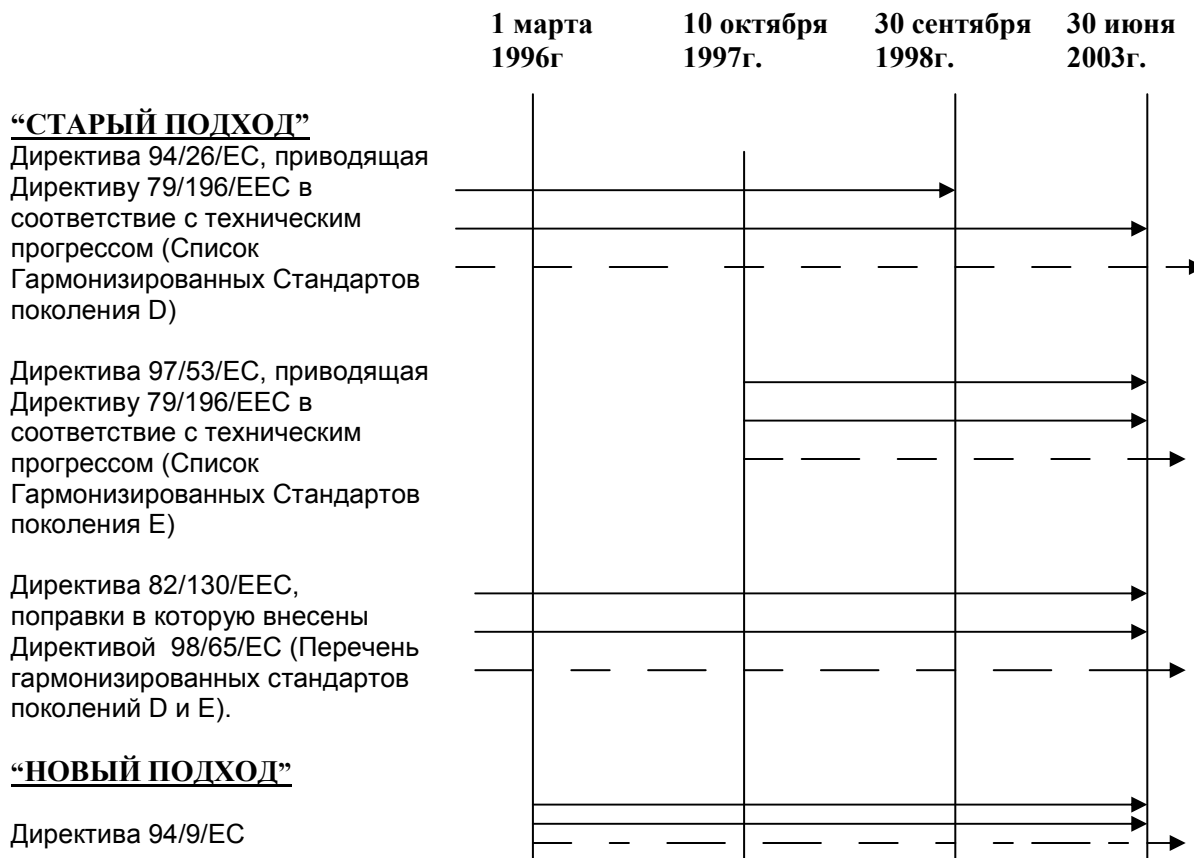 1 марта 10 октября 30 сентября 30 июня
1996г 1997г. 1998г. 2003г.
“СТАРЫЙ ПОДХОД”
Директива 94/26/ЕС, приводящая
Директиву 79/196/ЕЕС в
соответствие с техническим
прогрессом (Список
Гармонизированных Стандартов
поколения D)
Директива 97/53/ЕС, приводящая
Директиву 79/196/ЕЕС в
соответствие с техническим
прогрессом (Список
Гармонизированных Стандартов
поколения E)
Директива 82/130/ЕЕС,
поправки в которую внесены
Директивой 98/65/ЕС (Перечень
гармонизированных стандартов
поколений D и E).
“НОВЫЙ ПОДХОД”
Директива 94/9/ЕС